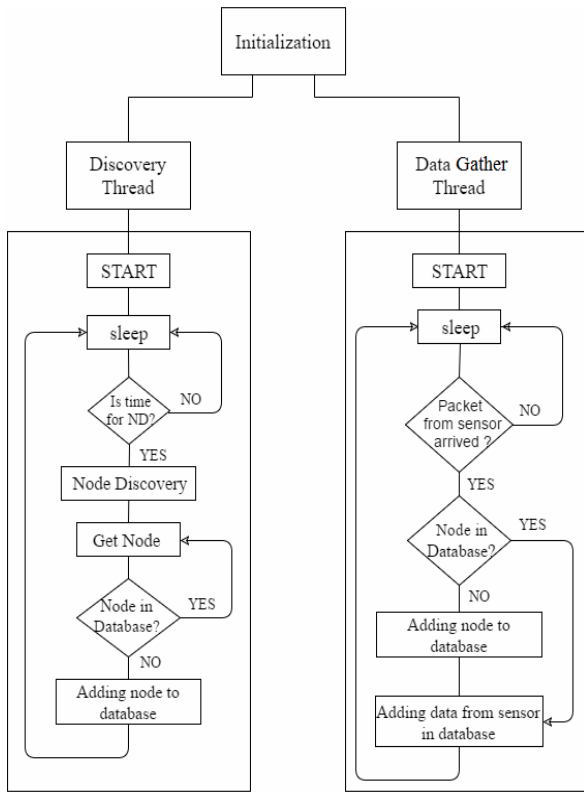 Initialization
Discovery
Thread
START
sleep
Is time
for ND?
NO
YES
Node Discovery
Get Node
Node in
Database?
YES
NO
Adding node to
database
Data Gather
Thread
START
sleep
Packet
from sensor
arrived ?
NO
YES
Node in
Database?
YES
NO
Adding node to
database
Adding data from sensor
in database